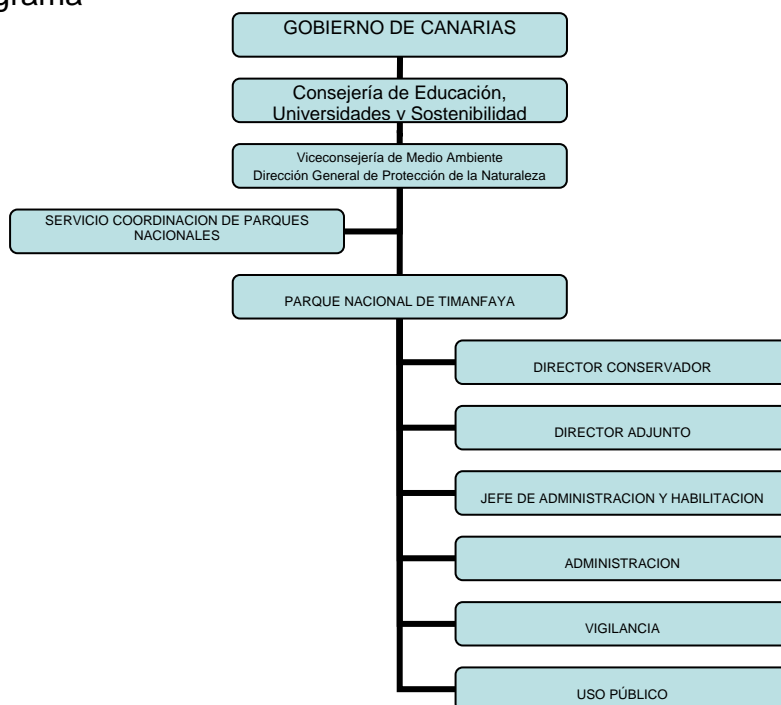 grama
GOBIERNO DE CANARIAS
Consejería de Educación,
Universidades y Sostenibilidad
Viceconsejería de Medio Ambiente
Dirección General de Protección de la Naturaleza
SERVICIO COORDINACION DE PARQUES
NACIONALES
PARQUE NACIONAL DE TIMANFAYA
DIRECTOR CONSERVADOR
DIRECTOR ADJUNTO
JEFE DE ADMINISTRACION Y HABILITACION
ADMINISTRACION
VIGILANCIA
USO PÚBLICO